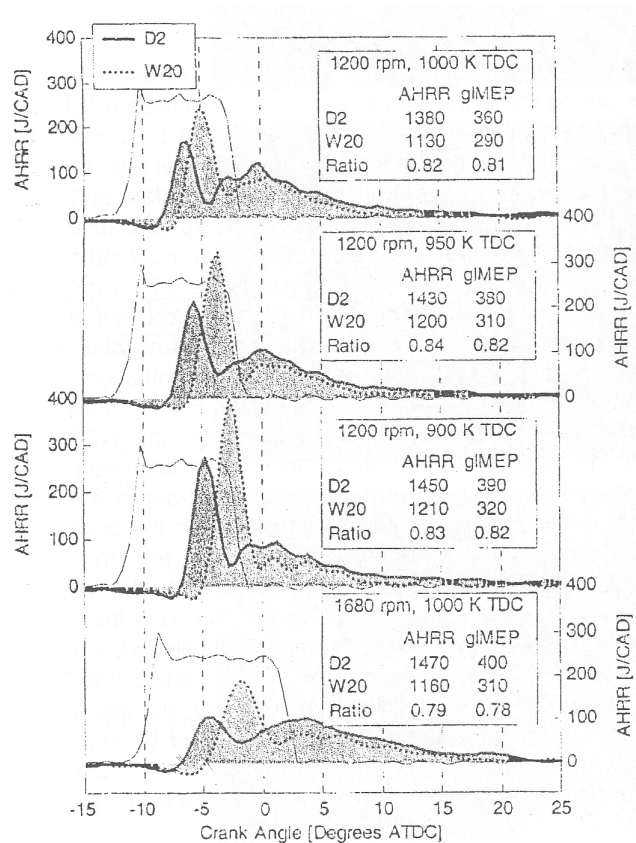 400
D2
W20
300
200
100
0
AHRR [J/CAD]
1200 rpm, 1000 K TDC
AHRR gIMEP
D2 1380 360
W20 1130 290
Ratio 0.82 0.81
400
300
200
100
0
AHRR [J/CAD]
1200 rpm, 950 K TDC
AHRR gIMEP
D2 1430 380
W20 1200 310
Ratio 0.84 0.82
400
300
200
100
0
AHRR [J/CAD]
1200 rpm, 900 K TDC
AHRR gIMEP
D2 1450 390
W20 1210 320
Ratio 0.83 0.82
400
300
200
100
0
AHRR [J/CAD]
1680 rpm, 1000 K TDC
AHRR gIMEP
D2 1470 400
W20 1160 310
Ratio 0.79 0.78
-15 -10 -5 0 5 10 15 20 25
Crank Angle [Degrees ATDC]